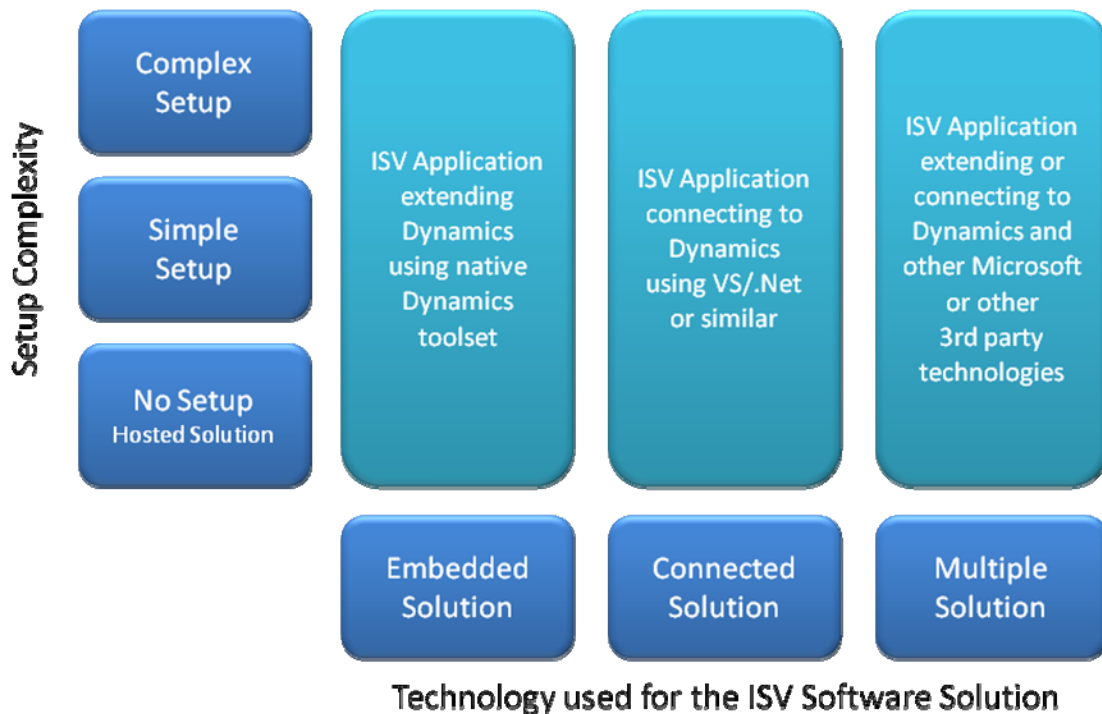 Setup Complexity
Complex
Setup
Simple
Setup
No Setup
Hosted Solution
ISV Application
extending
Dynamics
using native
Dynamics
toolset
ISV Application
connecting to
Dynamics
using VS/.Net
or similar
ISV Application
extending or
connecting to
Dynamics and
other Microsoft
or other
3rd party
technologies
Embedded
Solution
Connected
Solution
Multiple
Solution
Technology used for the ISV Software Solution